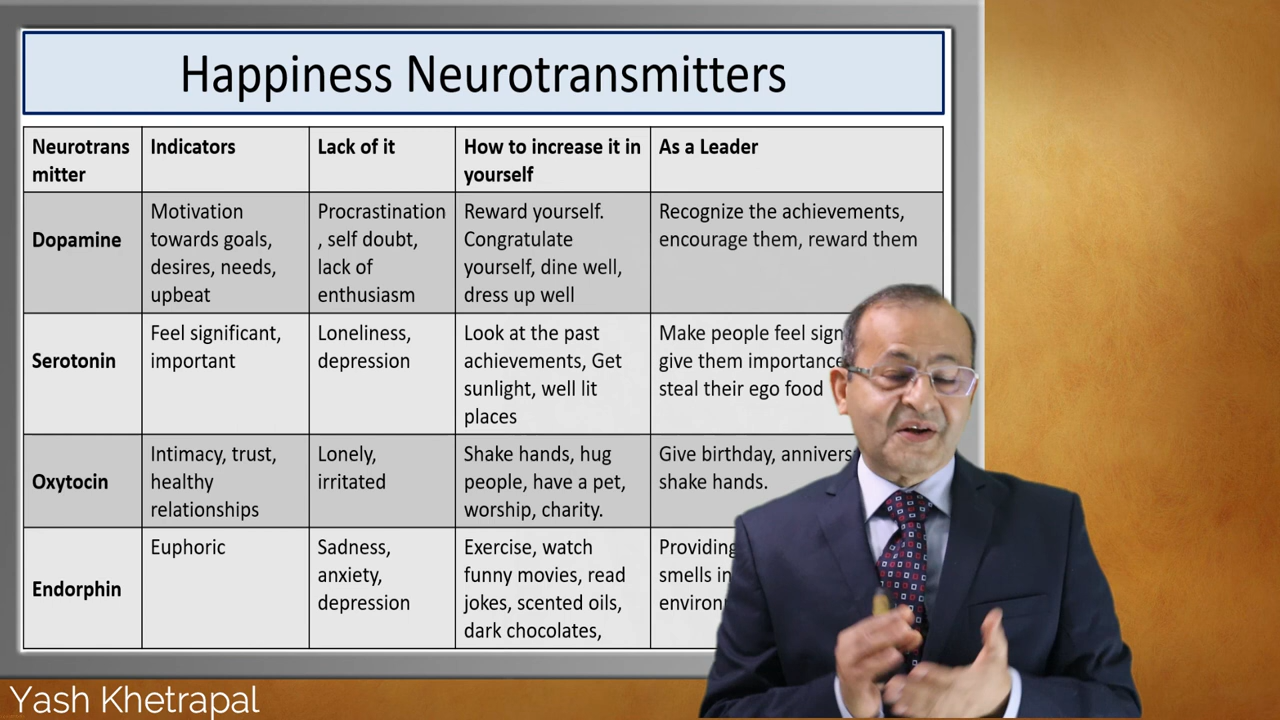 Happiness Neurotransmitters
Neurotrans
mitter
Indicators
Lack of it
How to increase it in
yourself
As a Leader
Dopamine
Motivation
towards goals,
desires, needs,
upbeat
Procrastination
, self doubt,
lack of
enthusiasm
Reward yourself.
Congratulate
yourself, dine well,
dress up well
Recognize the achievements,
encourage them, reward them
Serotonin
Feel significant,
important
Loneliness,
depression
Look at the past
achievements, Get
sunlight, well lit
places
Make people feel
give them importance
steal their ego food
Oxytocin
Intimacy, trust,
healthy
relationships
Lonely,
irritated
Shake hands, hug
people, have a pet,
worship, charity.
Give birthday,
shake hands.
Endorphin
Euphoric
Sadness,
anxiety,
depression
Exercise, watch
funny movies, read
jokes, scented oils,
dark chocolates,
Providing
smells
Yash Khetrapal